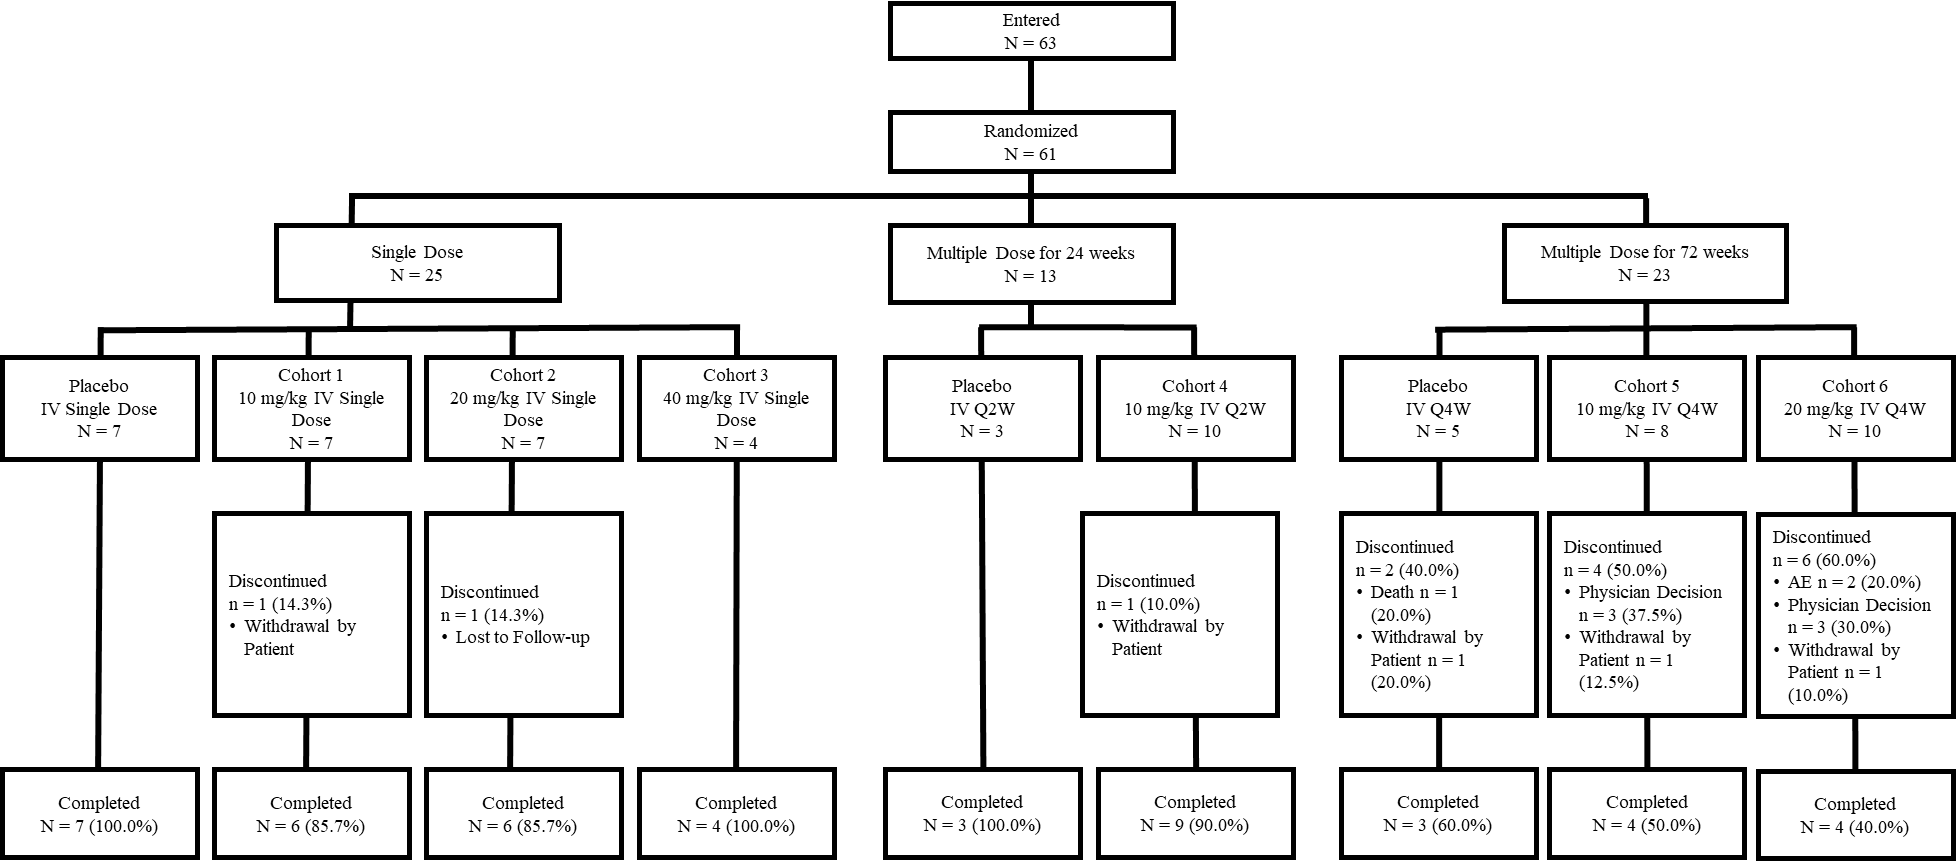 Entered
N = 63
Randomized
N = 61
Single Dose
N = 25
Multiple Dose for 24 weeks
N = 13
Multiple Dose for 72 weeks
N = 23
Placebo
IV Single Dose
N = 7
Cohort 1
10 mg/kg IV Single
Dose
N = 7
Cohort 2
20 mg/kg IV Single
Dose
N = 7
Cohort 3
40 mg/kg IV Single
Dose
N = 4
Placebo
IV Q2W
N = 3
Cohort 4
10 mg/kg IV Q2W
N = 10
Placebo
IV Q4W
N = 5
Cohort 5
10 mg/kg IV Q4W
N = 8
Cohort 6
20 mg/kg IV Q4W
N = 10
Discontinued
n = 1 (14.3%)
• Withdrawal by
Patient
Discontinued
n = 1 (14.3%)
• Lost to Follow-up
Discontinued
n = 1 (10.0%)
• Withdrawal by
Patient
Discontinued
n = 2 (40.0%)
• Death n = 1
(20.0%)
• Withdrawal by
Patient n = 1
(20.0%)
Discontinued
n = 4 (50.0%)
• Physician Decision
n = 3 (37.5%)
• Withdrawal by
Patient n = 1
(12.5%)
Discontinued
n = 6 (60.0%)
• AE n = 2 (20.0%)
• Physician Decision
n = 3 (30.0%)
• Withdrawal by
Patient n = 1
(10.0%)
Completed
N = 7 (100.0%)
Completed
N = 6 (85.7%)
Completed
N = 6 (85.7%)
Completed
N = 4 (100.0%)
Completed
N = 3 (100.0%)
Completed
N = 9 (90.0%)
Completed
N = 3 (60.0%)
Completed
N = 4 (50.0%)
Completed
N = 4 (40.0%)